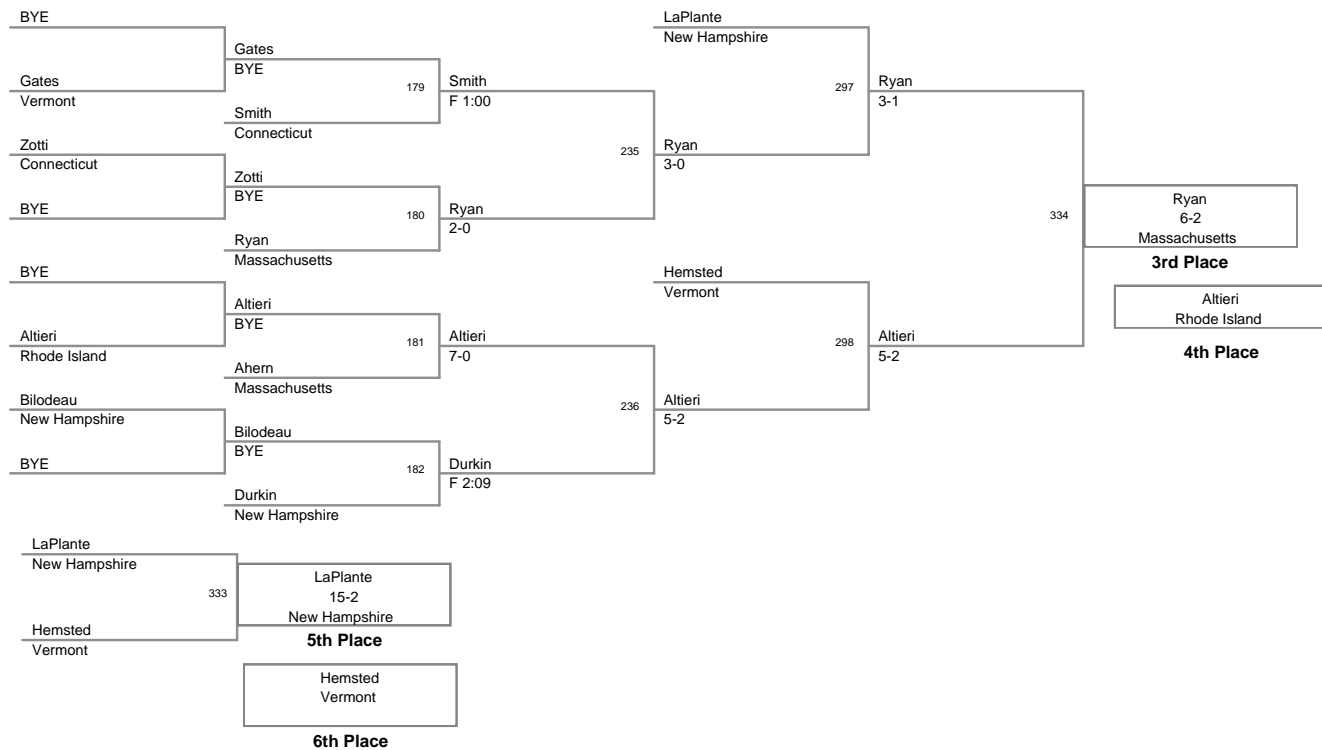 BYE
Gates
Vermont
Zotti
Connecticut
BYE
BYE
Altieri
Rhode Island
Bilodeau
New Hampshire
BYE
Gates
BYE
179
Smith
Connecticut
Zotti
BYE
180
Ryan
Massachusetts
Altieri
BYE
181
Ahern
Massachusetts
Bilodeau
BYE
182
Durkin
New Hampshire
Smith
F 1:00
235
Ryan
2-0
Altieri
7-0
236
Durkin
F 2:09
LaPlante
New Hampshire
297
Ryan
3-0
Hemsted
Vermont
298
Altieri
5-2
Ryan
3-1
334
Altieri
5-2
Ryan
6-2
Massachusetts
3rd Place
Altieri
Rhode Island
4th Place
LaPlante
New Hampshire
333
Hemsted
Vermont
LaPlante
15-2
New Hampshire
5th Place
Hemsted
Vermont
6th Place